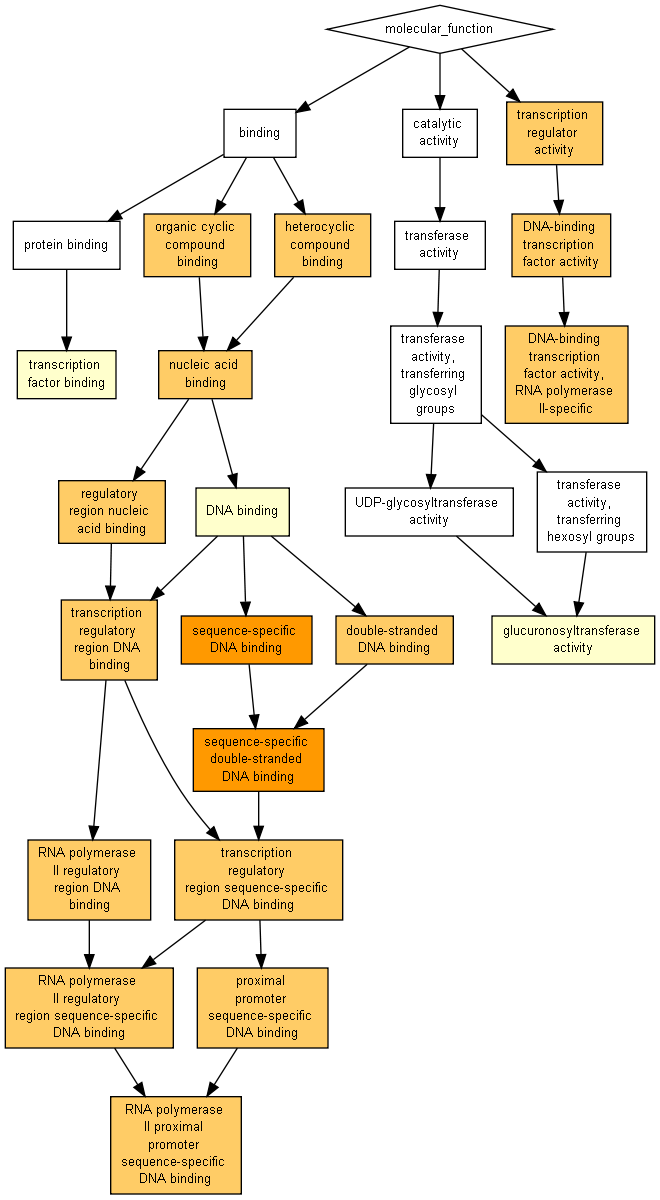 molecular_function
binding
catalytic
activity
transcription
regulator
activity
protein binding
organic cyclic
compound
binding
heterocyclic
compound
binding
transferase
activity
DNA-binding
transcription
factor activity
transcription
factor binding
nucleic acid
binding
transferase
activity,
transferring
glycosyl
groups
DNA-binding
transcription
factor activity,
RNA polymerase
II-specific
regulatory
region nucleic
acid binding
DNA binding
UDP-glycosyltransferase
activity
transferase
activity,
transferring
hexosyl groups
transcription
regulatory
region DNA
binding
sequence-specific
DNA binding
double-stranded
DNA binding
glucuronosyltransferase
activity
sequence-specific
double-stranded
DNA binding
RNA polymerase
II regulatory
region DNA
binding
transcription
regulatory
region sequence-specific
DNA binding
RNA polymerase
II regulatory
region sequence-specific
DNA binding
proximal
promoter
sequence-specific
DNA binding
RNA polymerase
II proximal
promoter
sequence-specific
DNA binding